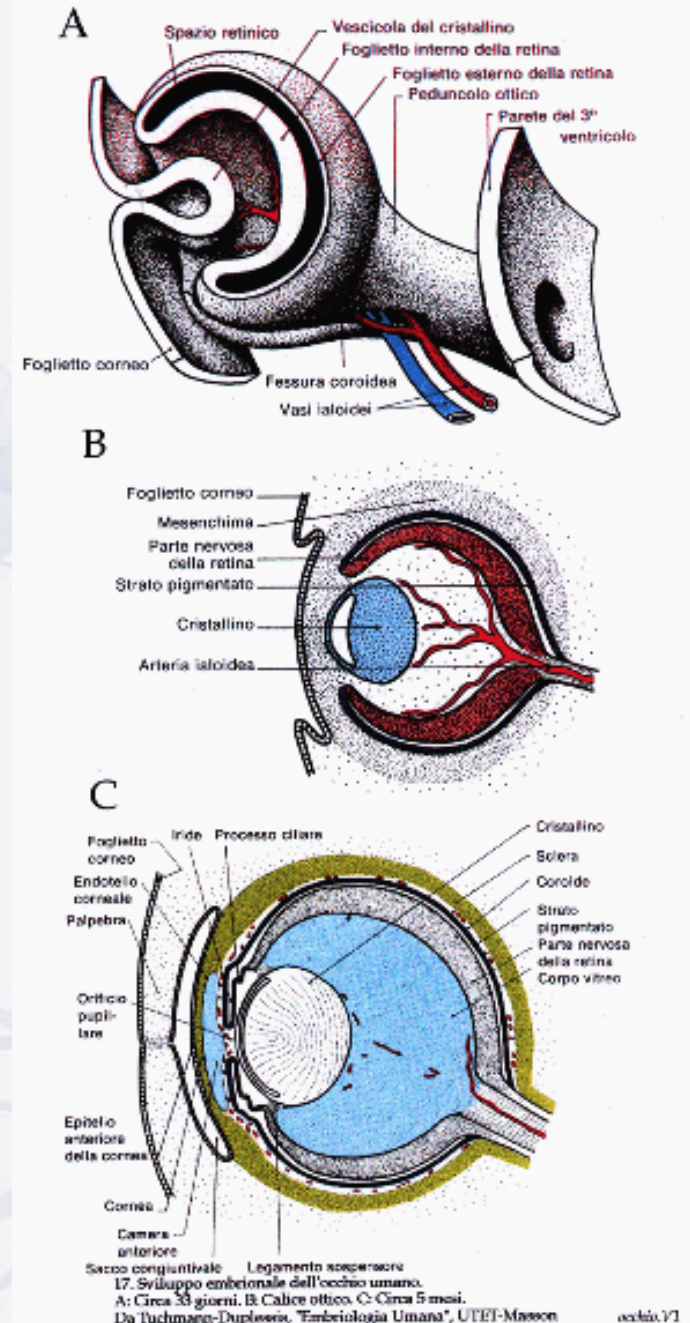 A
Spazio retinico
Vescicola del cristallino
Foglietto interno della retina
Foglietto esterno della retina
Peduncolo ottico
Parete del 3°
ventricolo
Foglietto corneo
Fessura coroidea
Vasi ialoidei
B
Foglietto corneo
Mesenchima
Parte nervosa
della retina
Strato pigmentato
Cristallino
Arteria ialoidea
C
Foglietto
corneo
Iride
Processo ciliare
Endotelio
corneale
Palpebra
Orificio
pupil-
lare
Epitelio
anteriore
della cornea
Cornea
Camera
anteriore
Sacco congiuntivale
Legamento sospensore
Cristallino
Sclera
Coroide
Strato
pigmentato
Parte nervosa
della retina
Corpo vitreo
17. Sviluppo embrionale dell'occhio umano.
A: Circa 33 giorni. B: Calice ottico. C: Circa 5 mesi.
Da Tuchmann-Duplessis, "Embriologia Umana", UTET-Masson
occhio.V1